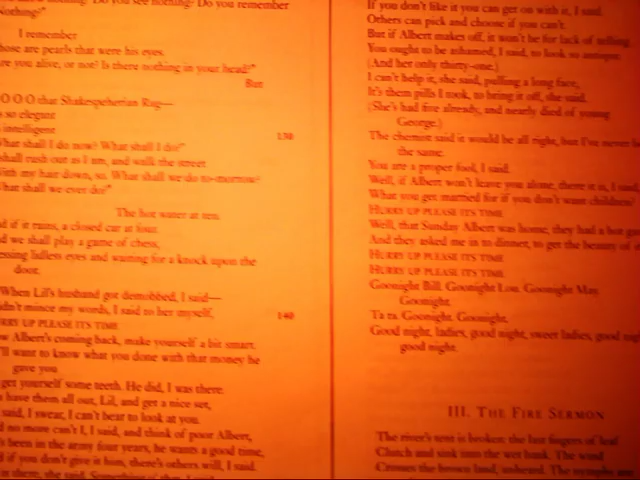 nothing? Do you see nothing? Do you remember
Nothing?"
I remember
hose are pearls that were his eyes.
re you alive, or not? Is there nothing in your head?"
But
O O O O that Shakespeherian Rag—
s so elegant
intelligent
130
hat shall I do now? What shall I do?"
shall rush out as I am, and walk the street
ith my hair down, so. What shall we do to-morrow?
hat shall we ever do?"
The hot water at ten.
d if it rains, a closed car at four.
d we shall play a game of chess,
essing lidless eyes and waiting for a knock upon the
door.
When Lil's husband got demobbed, I said—
idn't mince my words, I said to her myself,
140
RRY UP PLEASE ITS TIME
w Albert's coming back, make yourself a bit smart.
'll want to know what you done with that money he
gave you
get yourself some teeth. He did, I was there.
have them all out, Lil, and get a nice set,
said, I swear, I can't bear to look at you.
d no more can't I, I said, and think of poor Albert,
s been in the army four years, he wants a good time,
d if you don't give it him, there's others will, I said.
there, she said.
If you don't like it you can get on with it, I said.
Others can pick and choose if you can't.
But if Albert makes off, it won't be for lack of telling.
You ought to be ashamed, I said, to look so antique.
(And her only thirty-one.)
I can't help it, she said, pulling a long face,
It's them pills I took, to bring it off, she said.
(She's had five already, and nearly died of young
George.)
The chemist said it would be all right, but I've never
the same.
You are a proper fool, I said.
Well, if Albert won't leave you alone, there it is, I said,
What you get married for if you don't want children?
HURRY UP PLEASE ITS TIME
Well, that Sunday Albert was home, they had a hot
And they asked me in to dinner, to get the beauty of
HURRY UP PLEASE ITS TIME
HURRY UP PLEASE ITS TIME
Goonight Bill. Goonight Lou. Goonight May.
Goonight.
Ta ta. Goonight. Goonight.
Good night, ladies, good night, sweet ladies, good
good night.
III. THE FIRE SERMON
The river's tent is broken: the last fingers of leaf
Clutch and sink into the wet bank. The wind
Crosses the brown land, unheard. The nymphs are